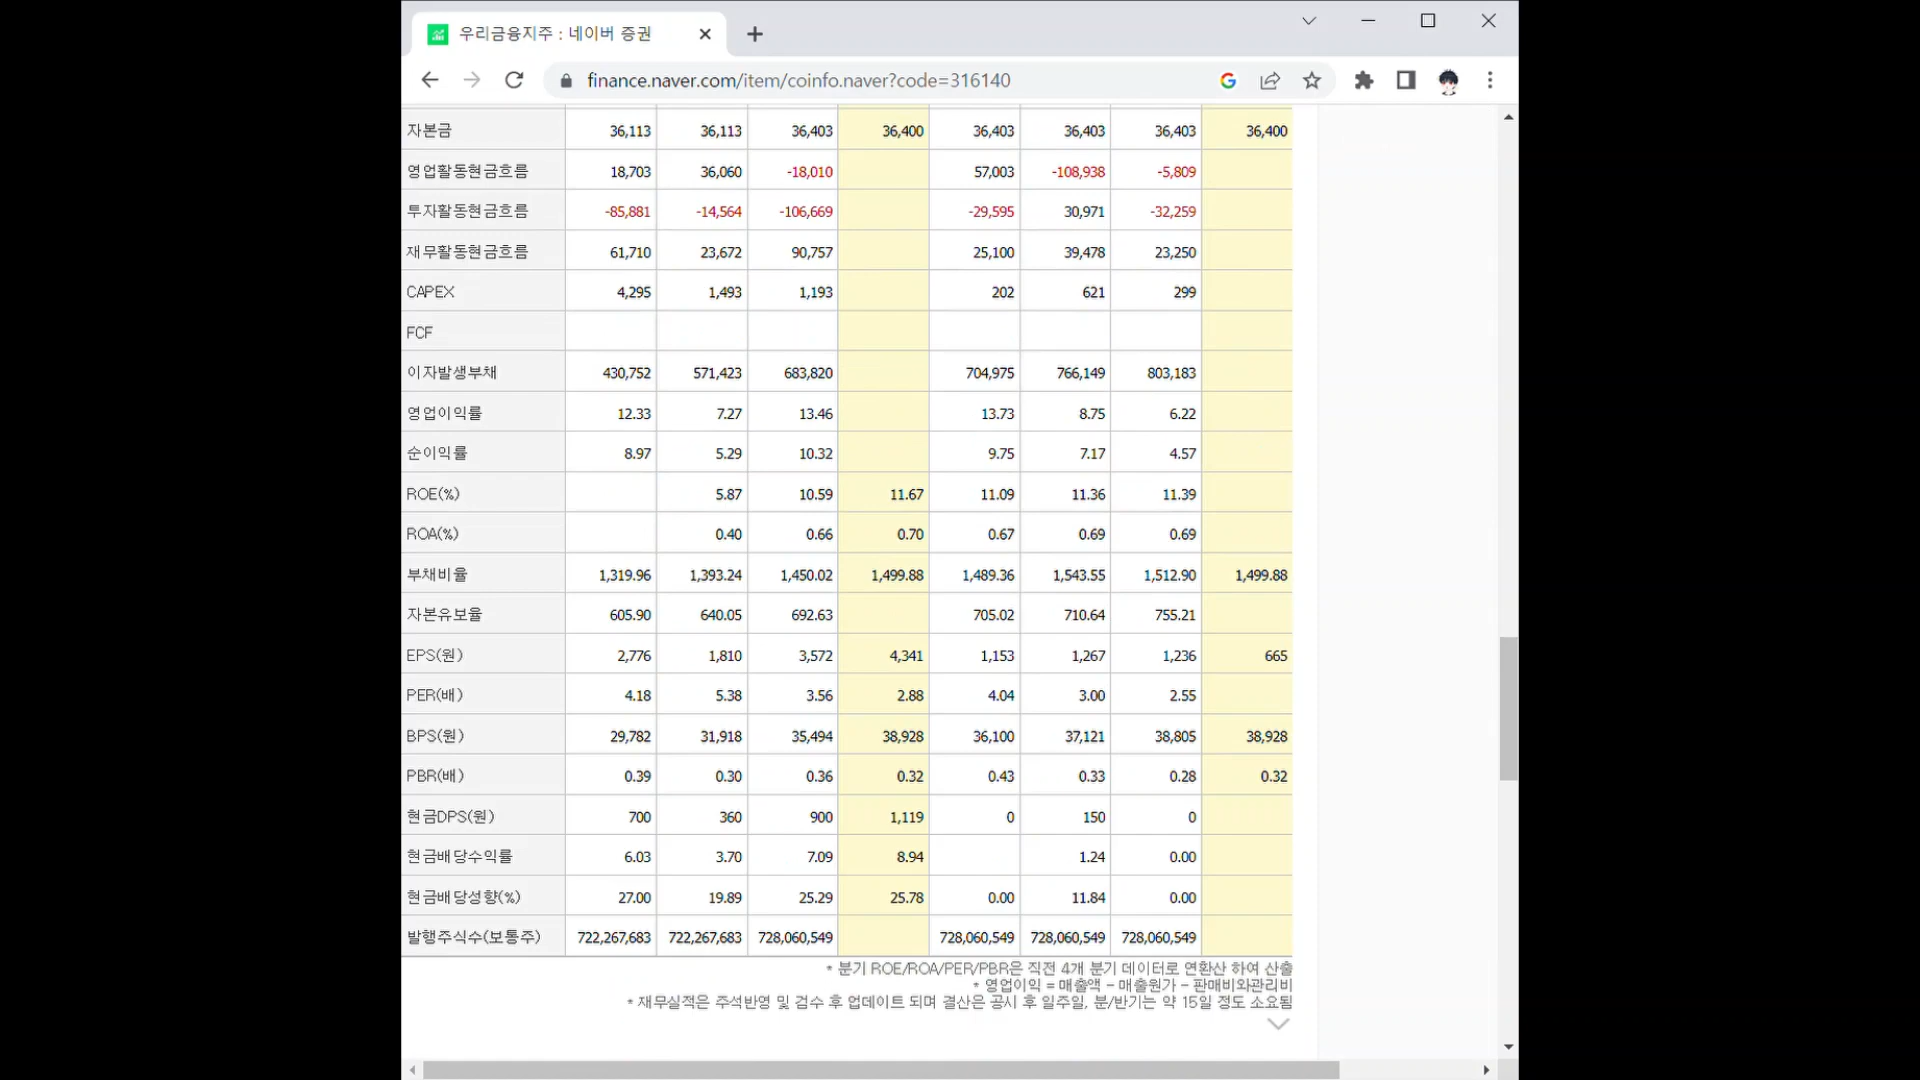 우리금융지주 : 네이버 증권
finance.naver.com/item/coinfo.naver?code=316140
자본금 36,113 36,113 36,403 36,400 36,403 36,403 36,403 36,400
영업활동현금흐름 18,703 36,060 -18,010 57,003 -108,938 -5,809
투자활동현금흐름 -85,881 -14,564 -106,669 -29,595 30,971 -32,259
재무활동현금흐름 61,710 23,672 90,757 25,100 39,478 23,250
CAPEX 4,295 1,493 1,193 202 621 299
FCF
이자발생부채 430,752 571,423 683,820 704,975 766,149 803,183
영업이익률 12.33 7.27 13.46 13.73 8.75 6.22
순이익률 8.97 5.29 10.32 9.75 7.17 4.57
ROE(%) 5.87 10.59 11.67 11.09 11.36 11.39
ROA(%) 0.40 0.66 0.70 0.67 0.69 0.69
부채비율 1,319.96 1,393.24 1,450.02 1,499.88 1,489.36 1,543.55 1,512.90 1,499.88
자본유보율 605.90 640.05 692.63 705.02 710.64 755.21
EPS(원) 2,776 1,810 3,572 4,341 1,153 1,267 1,236 665
PER(배) 4.18 5.38 3.56 2.88 4.04 3.00 2.55
BPS(원) 29,782 31,918 35,494 38,928 36,100 37,121 38,805 38,928
PBR(배) 0.39 0.30 0.36 0.32 0.43 0.33 0.28 0.32
현금DPS(원) 700 360 900 1,119 0 150 0
현금배당수익률 6.03 3.70 7.09 8.94 1.24 0.00
현금배당성향(%) 27.00 19.89 25.29 25.78 0.00 11.84 0.00
발행주식수(보통주) 722,267,683 722,267,683 728,060,549 728,060,549 728,060,549 728,060,549
* 분기 ROE/ROA/PER/PBR은 직전 4개 분기 데이터로 연환산 하여 산출
* 영업이익 = 매출액 - 매출원가 - 판매비와관리비
* 재무실적은 주석반영 및 검수 후 업데이트 되며 결산은 공시 후 일주일, 분/반기는 약 15일 정도 소요됨